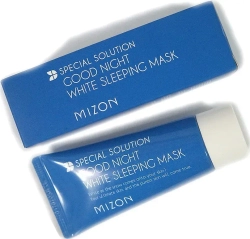 SPECIAL SOLUTION
GOOD NIGHT
WHITE SLEEPING MASK
MIZON
SPECIAL SOLUTION
GOOD NIGHT
WHITE SLEEPING MASK
MIZON